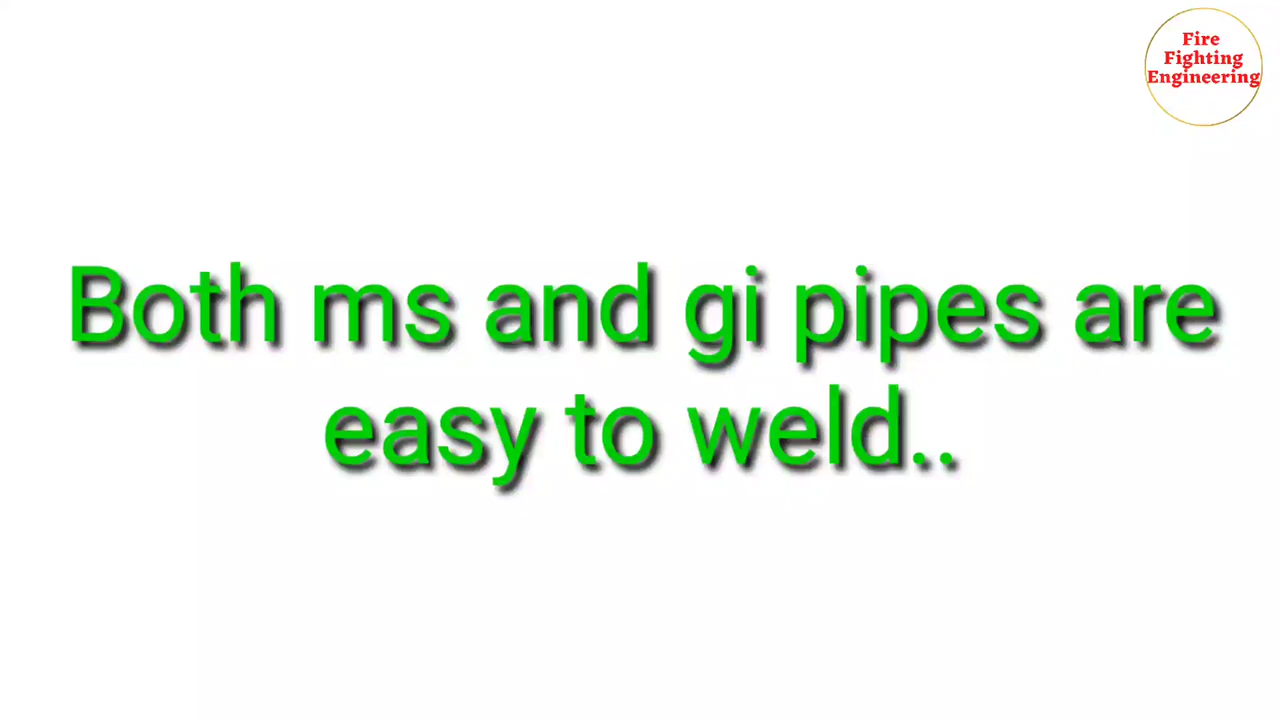 Fire
Fighting
Engineering
Both ms and gi pipes are
easy to weld..